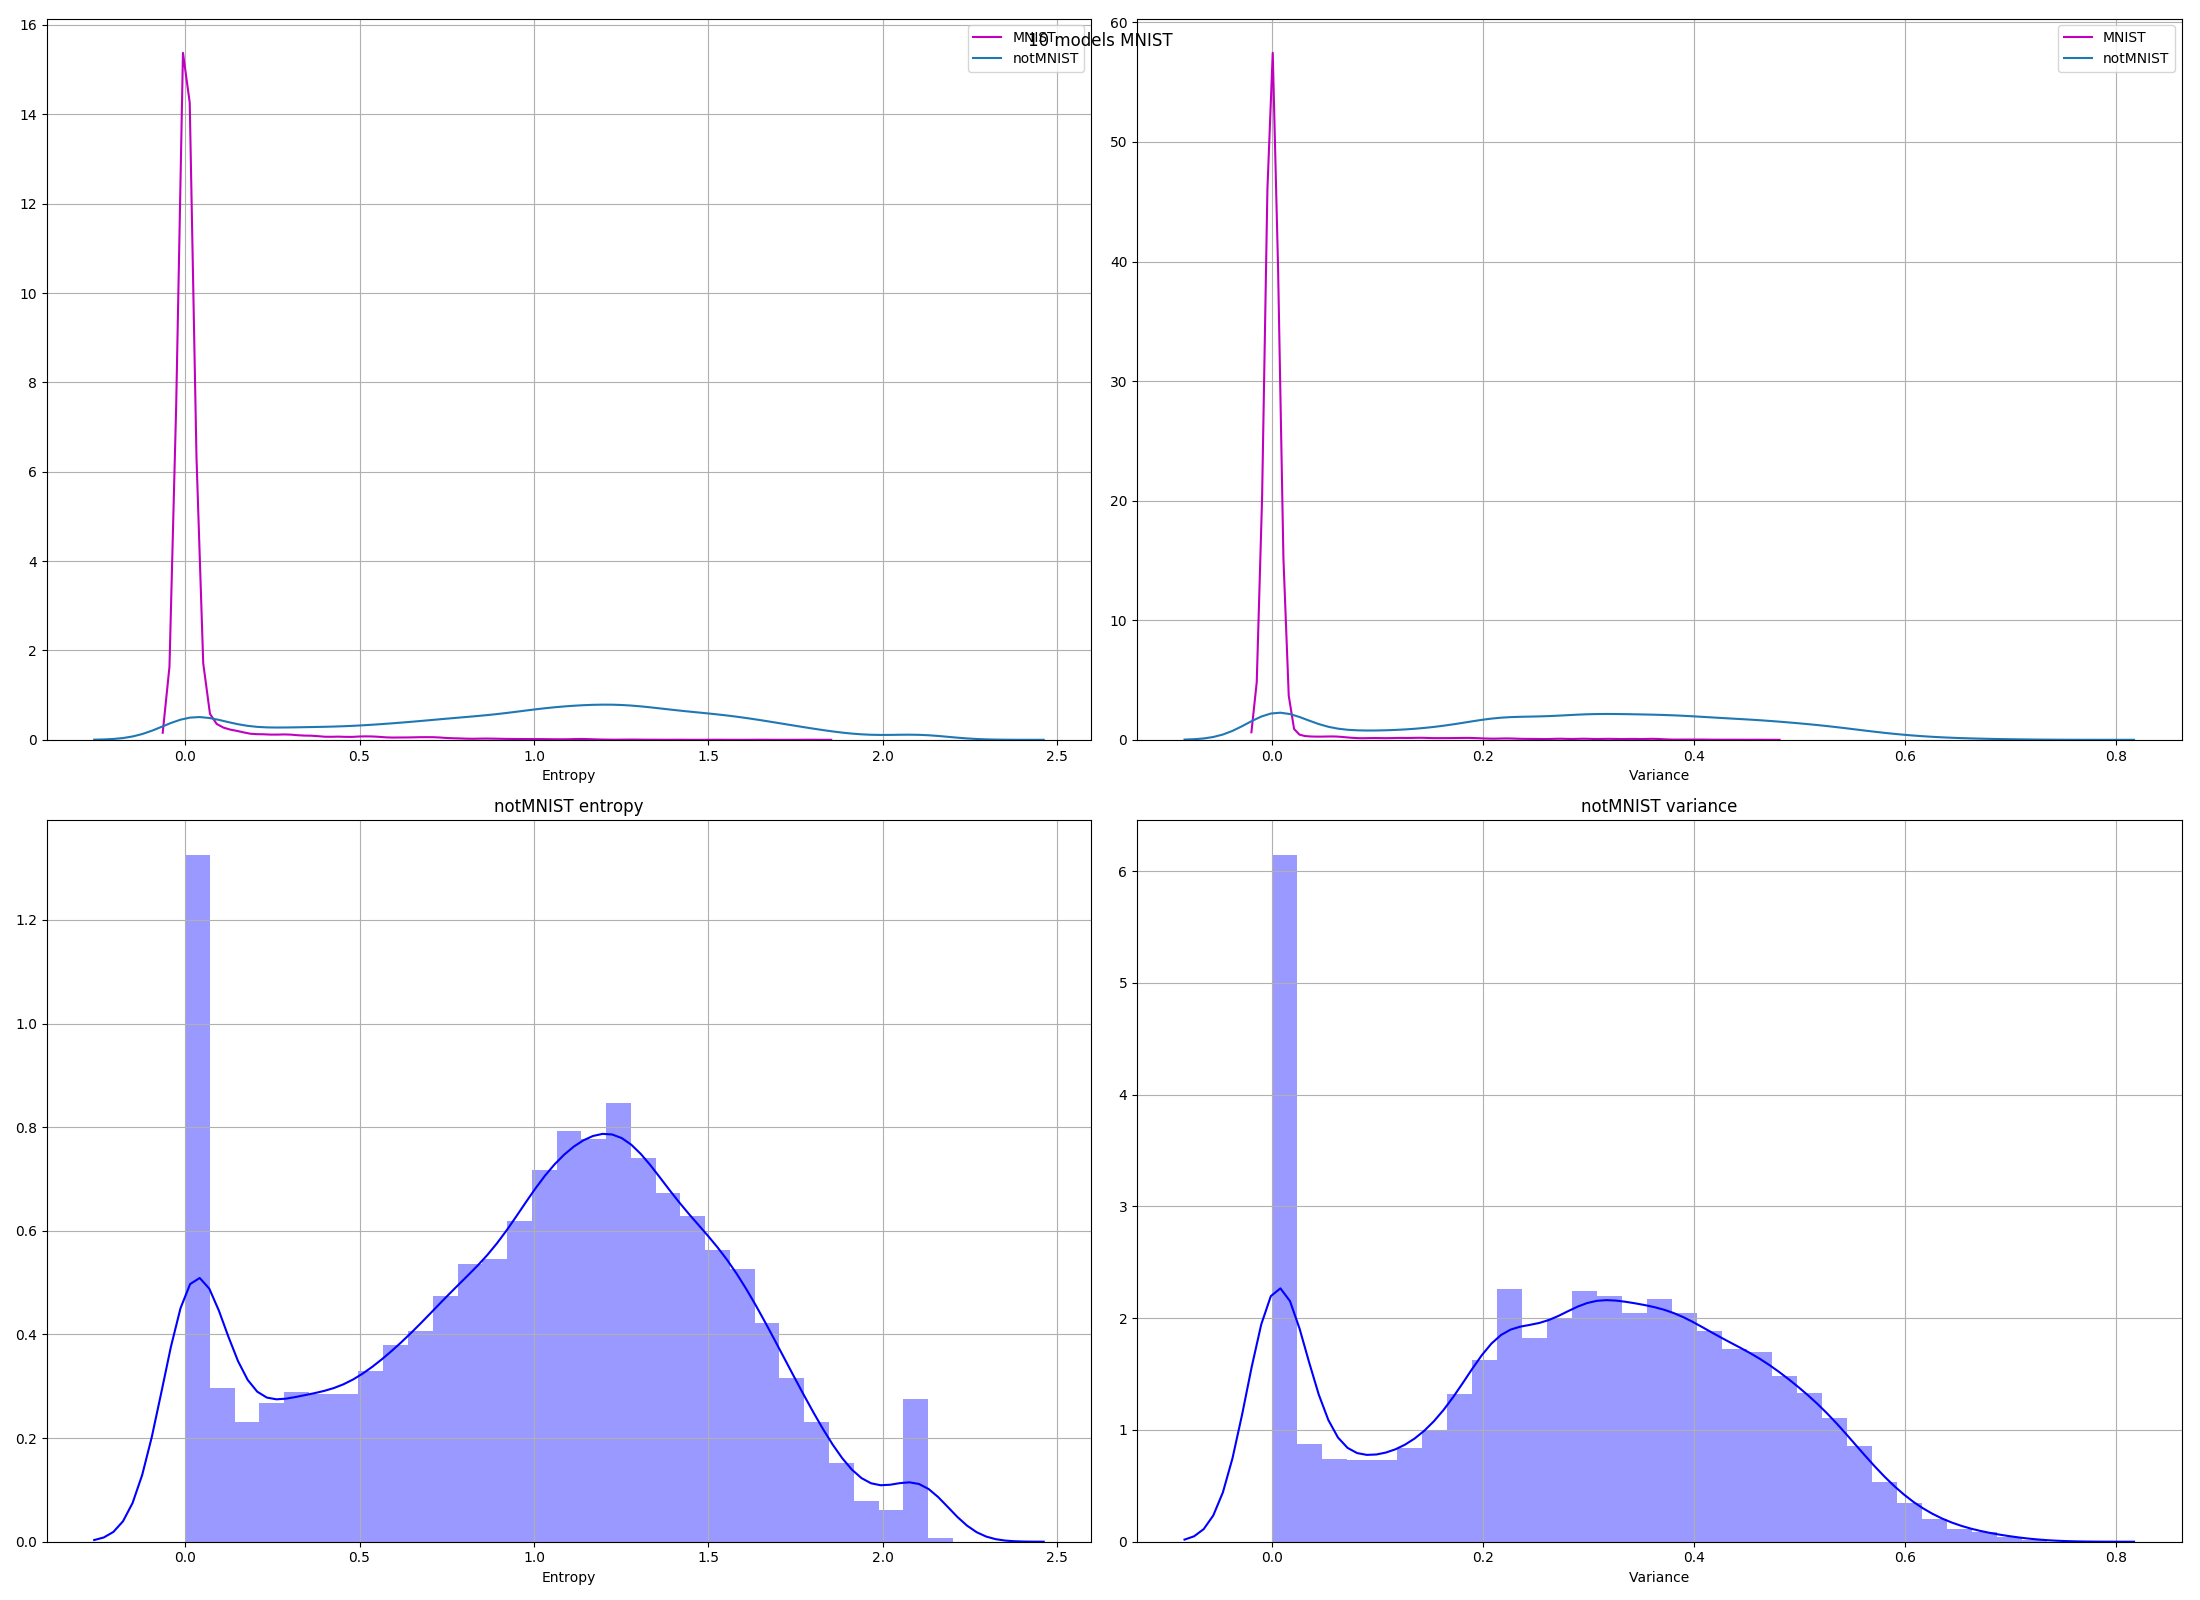 10 models MNIST
MNIST
notMNIST
16
14
12
10
8
6
4
2
0
0.0 0.5 1.0 1.5 2.0 2.5
Entropy
MNIST
notMNIST
60
50
40
30
20
10
0
0.0 0.2 0.4 0.6 0.8
Variance
notMNIST entropy
1.2
1.0
0.8
0.6
0.4
0.2
0.0
0.0 0.5 1.0 1.5 2.0 2.5
Entropy
notMNIST variance
6
5
4
3
2
1
0
0.0 0.2 0.4 0.6 0.8
Variance